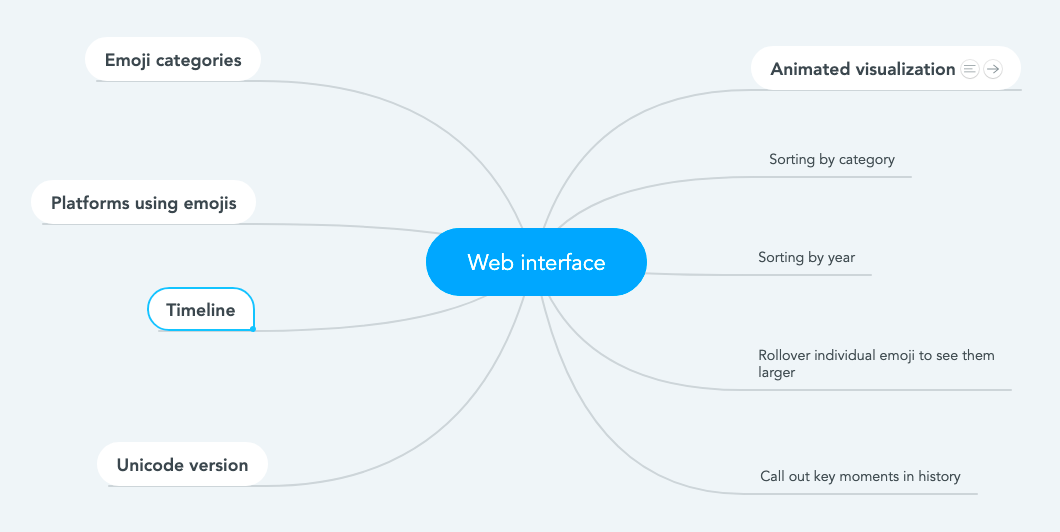 Emoji categories
Animated visualization
Sorting by category
Platforms using emojis
Web interface
Sorting by year
Timeline
Rollover individual emoji to see them
larger
Unicode version
Call out key moments in history